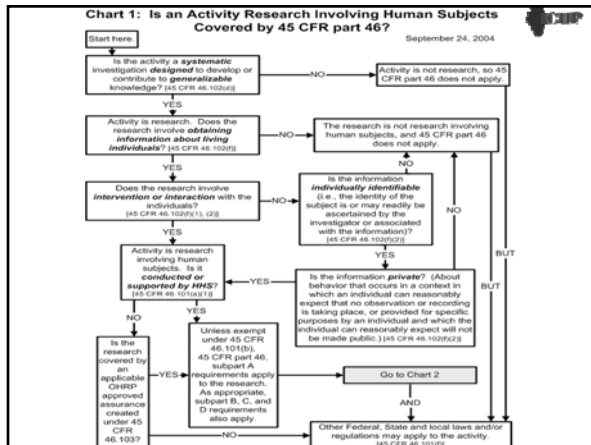 Chart 1: Is an Activity Research Involving Human Subjects
Covered by 45 CFR part 46?
September 24, 2004
Start here.
Is the activity a systematic
investigation designed to develop or
contribute to generalizable
knowledge? [45 CFR 46.102(d)]
NO
Activity is not research, so 45
CFR part 46 does not apply.
YES
Activity is research. Does the
research involve obtaining
information about living
individuals? [45 CFR 46.102(f)]
NO
The research is not research involving
human subjects, and 45 CFR part 46
does not apply.
YES
NO
Does the research involve
intervention or interaction with the
individuals?
[45 CFR 46.102(f)(1), (2)]
NO
Is the information
individually identifiable
(i.e., the identity of the
subject is or may readily be
ascertained by the
investigator or associated
with the information)?
[45 CFR 46.102(f)(2)]
NO
YES
YES
BUT
Activity is research
involving human
subjects. Is it
conducted or
supported by HHS?
[45 CFR 46.101(a)(1)]
YES
Is the information private? (About
behavior that occurs in a context in
which an individual can reasonably
expect that no observation or recording
is taking place, or provided for specific
purposes by an individual and which the
individual can reasonably expect will not
be made public.) [45 CFR 46.102(f)(2)]
BUT
NO
YES
Is the
research
covered by
an
applicable
OHRP
approved
assurance
created
under 45
CFR
46.103?
YES
Unless exempt
under 45 CFR
46.101(b),
45 CFR part 46,
subpart A
requirements apply
to the research. As
appropriate,
subpart B, C, and
D requirements
also apply.
Go to Chart 2
AND
NO
Other Federal, State and local laws and/or
regulations may apply to the activity.
[45 CFR 46.101(f)]